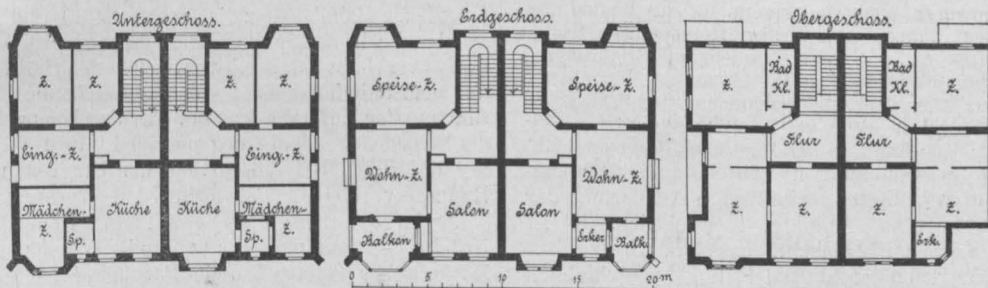 Untergeschoss.
Z. Z. Z. Z.
Eing.-Z. Eing.-Z.
Mädchen- Küche Küche Mädchen-
Z. Sp. Sp. Z.
Erdgeschoss.
Speise-Z. Speise-Z.
Wohn-Z. Wohn-Z.
Salon Salon
Balkon Erker Balk.
0 5 10 15 20 m
Obergeschoss.
Z. Bad Bad Z.
Kl. Kl.
Flur Flur
Z. Z. Z. Z.
Erk.